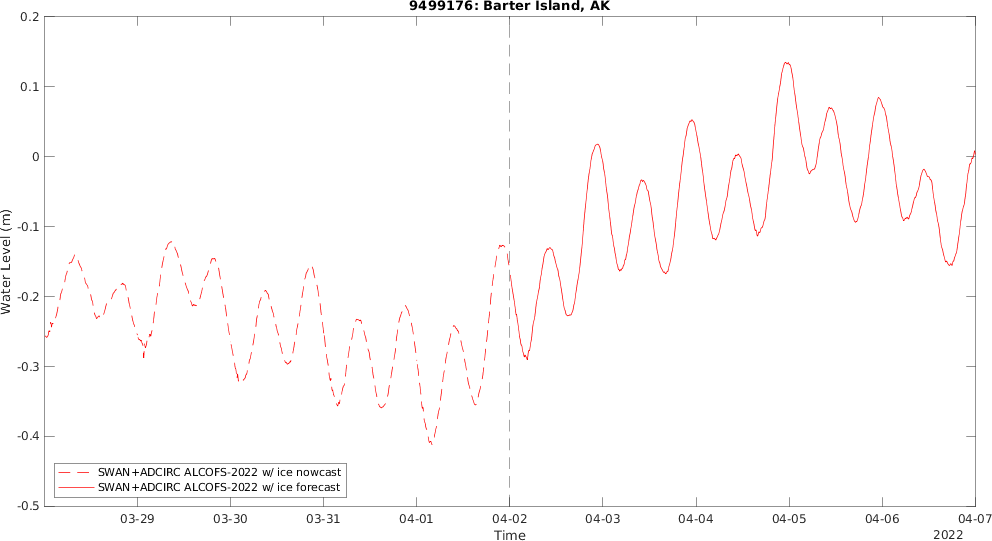 9499176: Barter Island, AK
0.2
0.1
0
-0.1
-0.2
-0.3
-0.4
-0.5
Water Level (m)
SWAN+ADCIRC ALCOFS-2022 w/ ice nowcast
SWAN+ADCIRC ALCOFS-2022 w/ ice forecast
03-29 03-30 03-31 04-01 04-02 04-03 04-04 04-05 04-06 04-07
Time
2022